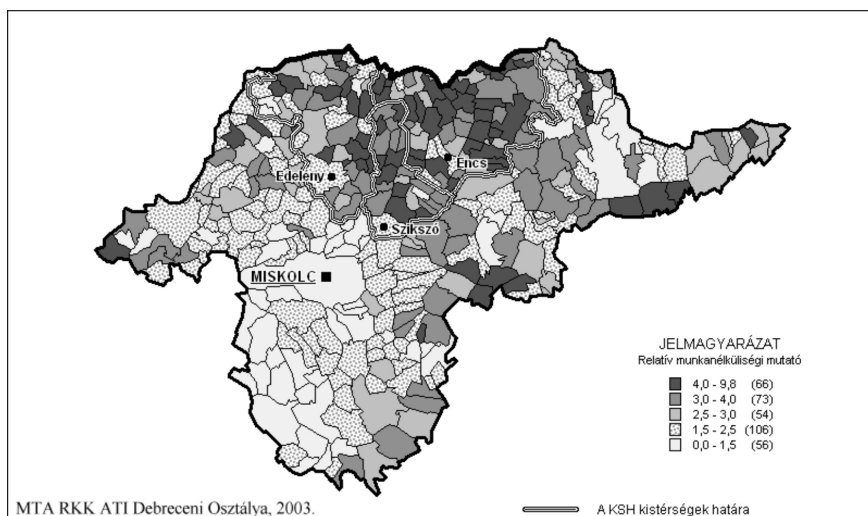 Encs
Edelény
Szikszó
MISKOLC
JELMAGYARÁZAT
Relatív munkanélküliségi mutató
4,0 - 9,8 (66)
3,0 - 4,0 (73)
2,5 - 3,0 (54)
1,5 - 2,5 (106)
0,0 - 1,5 (56)
MTA RKK ATI Debreceni Osztálya, 2003.
A KSH kistérségek határa